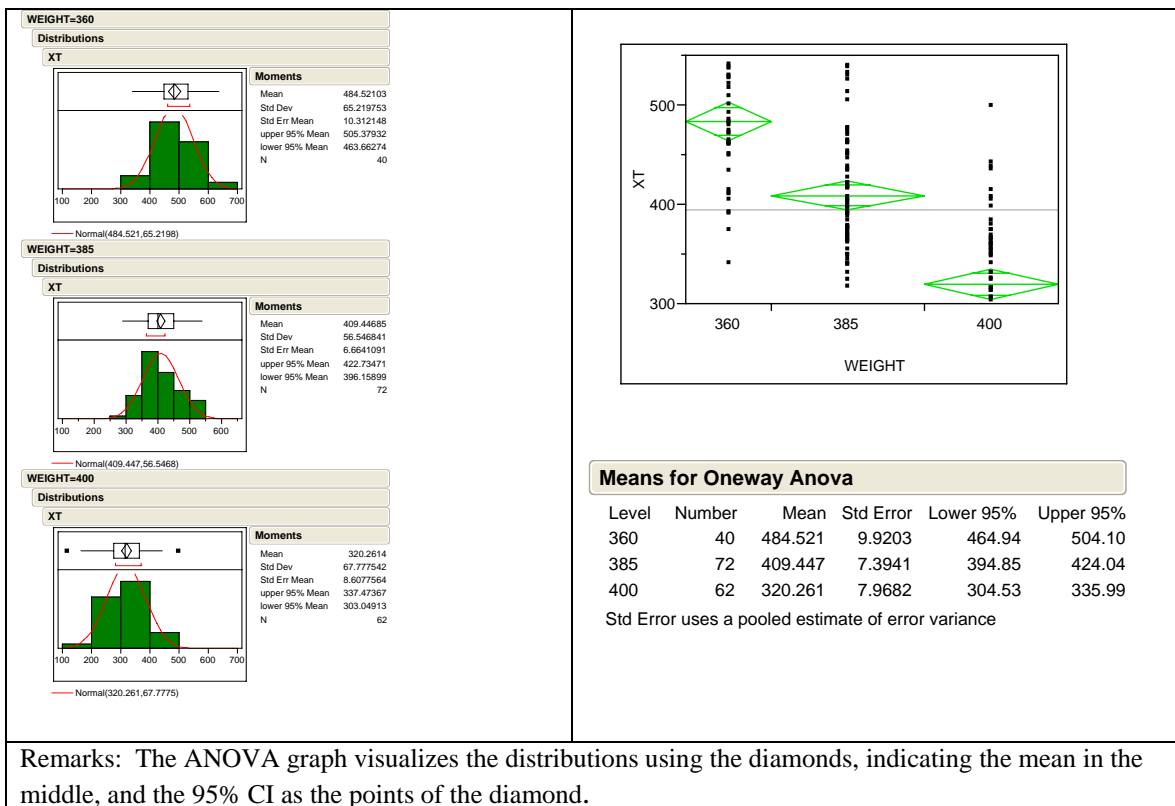 WEIGHT=360
Distributions
XT
Moments
Mean 484.52103
Std Dev 65.219753
Std Err Mean 10.312148
upper 95% Mean 505.37932
lower 95% Mean 463.66274
N 40
100 200 300 400 500 600 700
Normal(484.521,65.2198)
WEIGHT=385
Distributions
XT
Moments
Mean 409.44685
Std Dev 56.546841
Std Err Mean 6.6641091
upper 95% Mean 422.73471
lower 95% Mean 396.15899
N 72
100 200 300 400 500 600
Normal(409.447,56.5468)
WEIGHT=400
Distributions
XT
Moments
Mean 320.2614
Std Dev 67.777542
Std Err Mean 8.6077564
upper 95% Mean 337.47367
lower 95% Mean 303.04913
N 62
100 200 300 400 500 600 700
Normal(320.261,67.7775)
500
400
300
XT
360 385 400
WEIGHT
Means for Oneway Anova
Level Number Mean Std Error Lower 95% Upper 95%
360 40 484.521 9.9203 464.94 504.10
385 72 409.447 7.3941 394.85 424.04
400 62 320.261 7.9682 304.53 335.99
Std Error uses a pooled estimate of error variance
Remarks: The ANOVA graph visualizes the distributions using the diamonds, indicating the mean in the
middle, and the 95% CI as the points of the diamond.